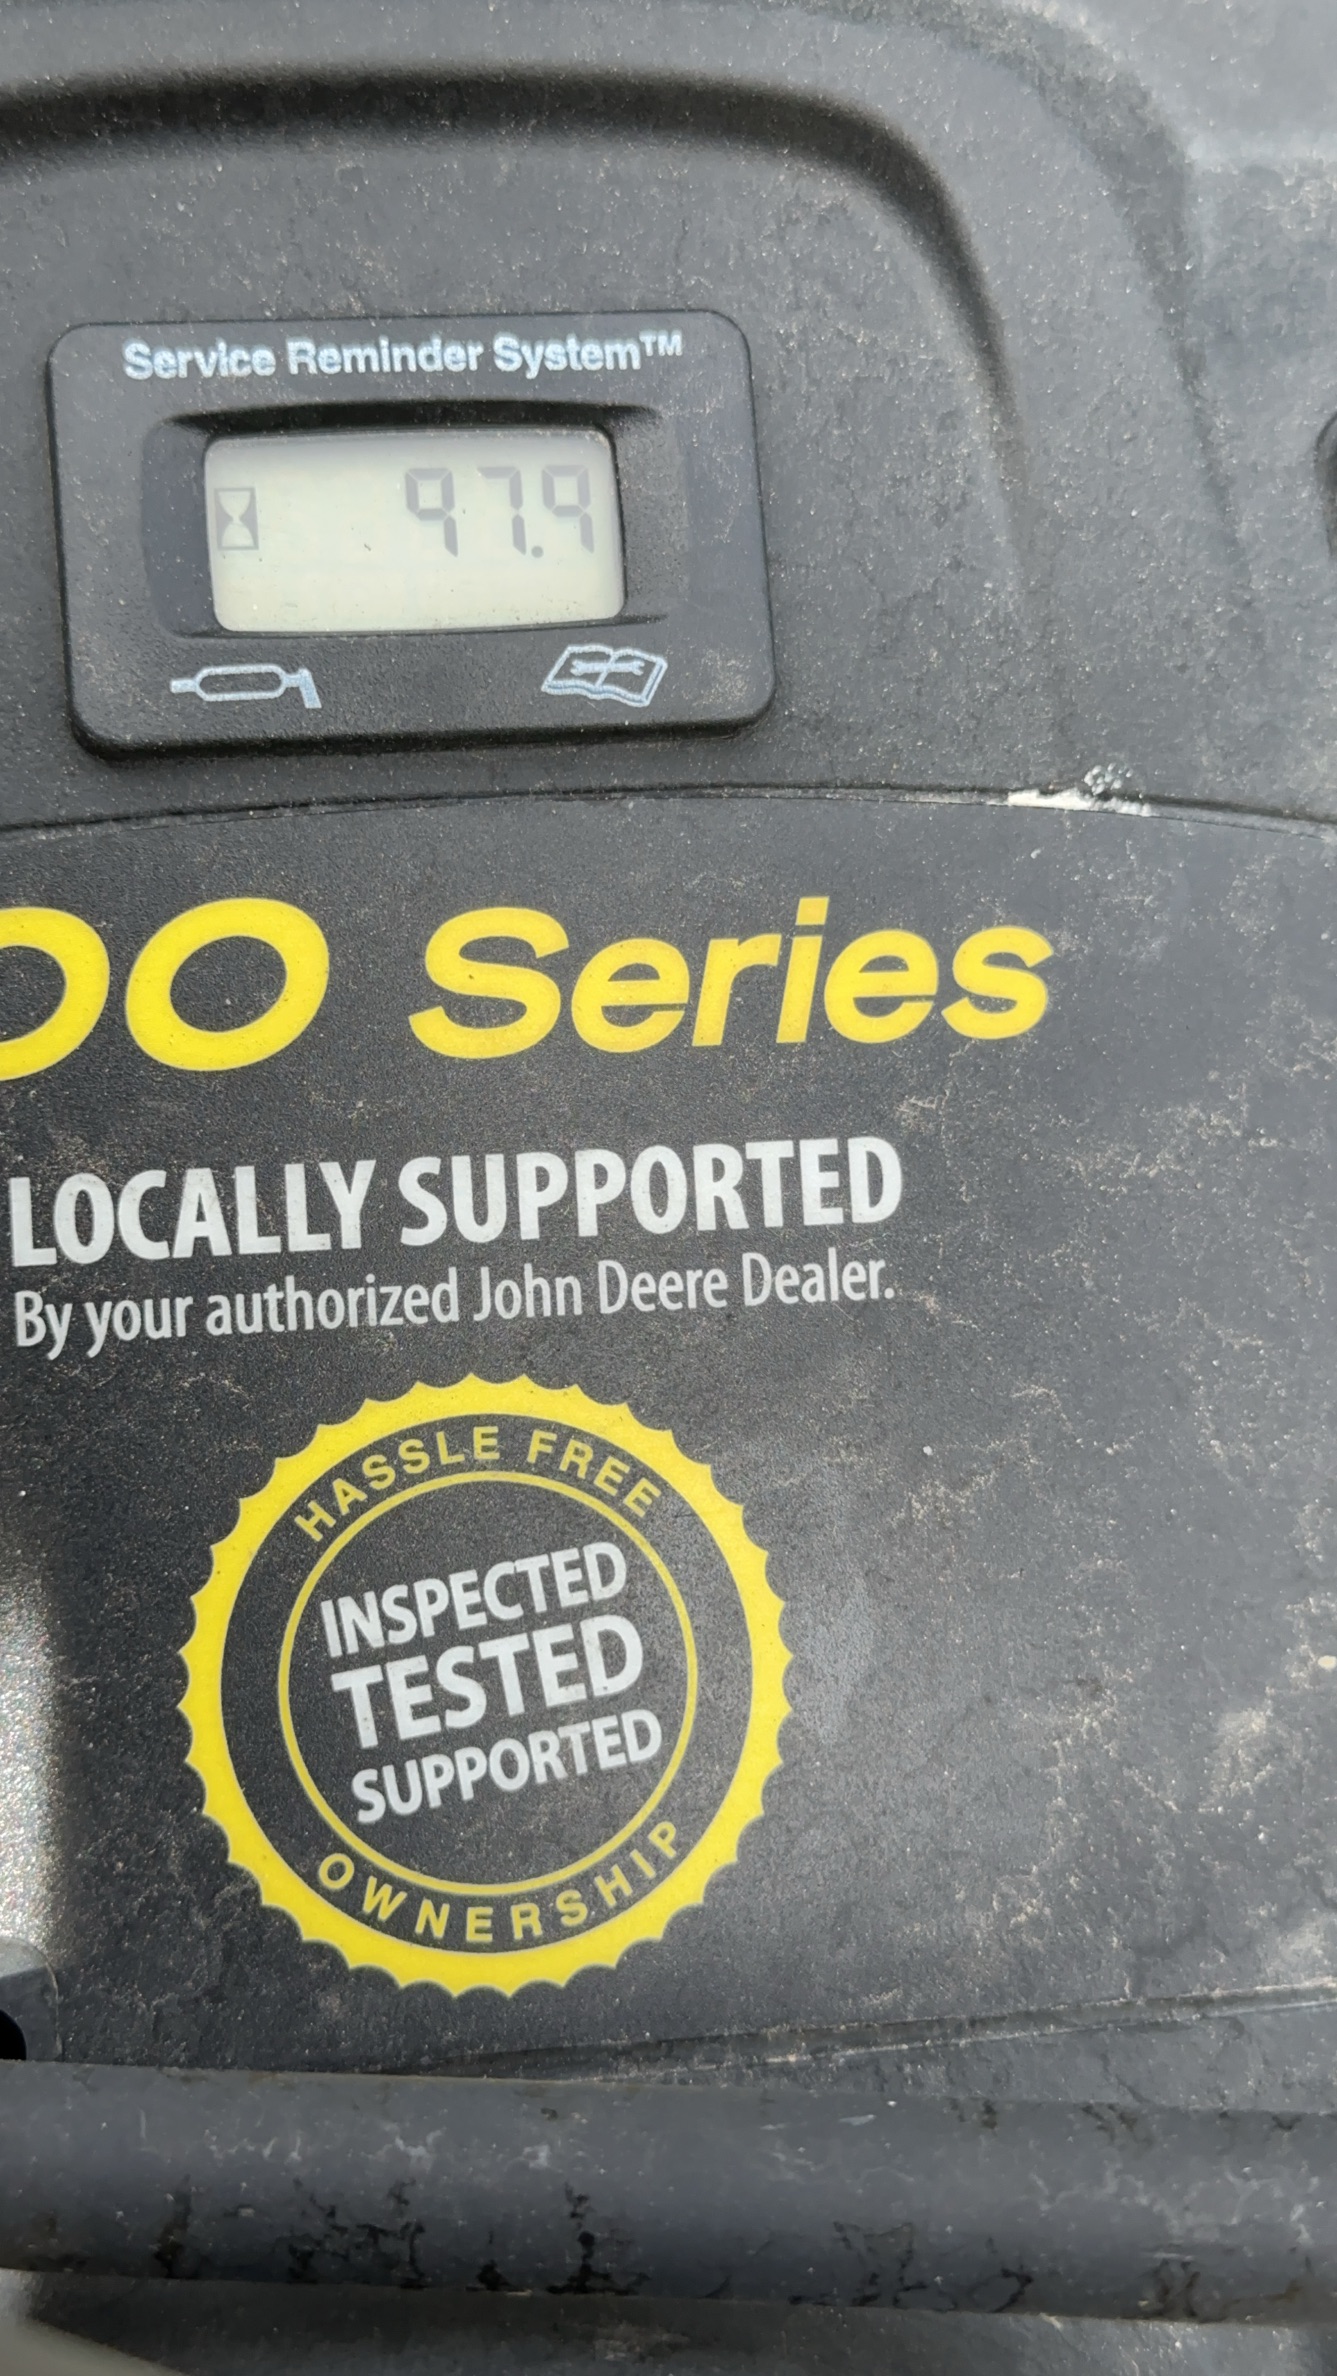 Service Reminder System™
97.9
00 Series
LOCALLY SUPPORTED
By your authorized John Deere Dealer.
HASSLE FREE
INSPECTED
TESTED
SUPPORTED
OWNERSHIP